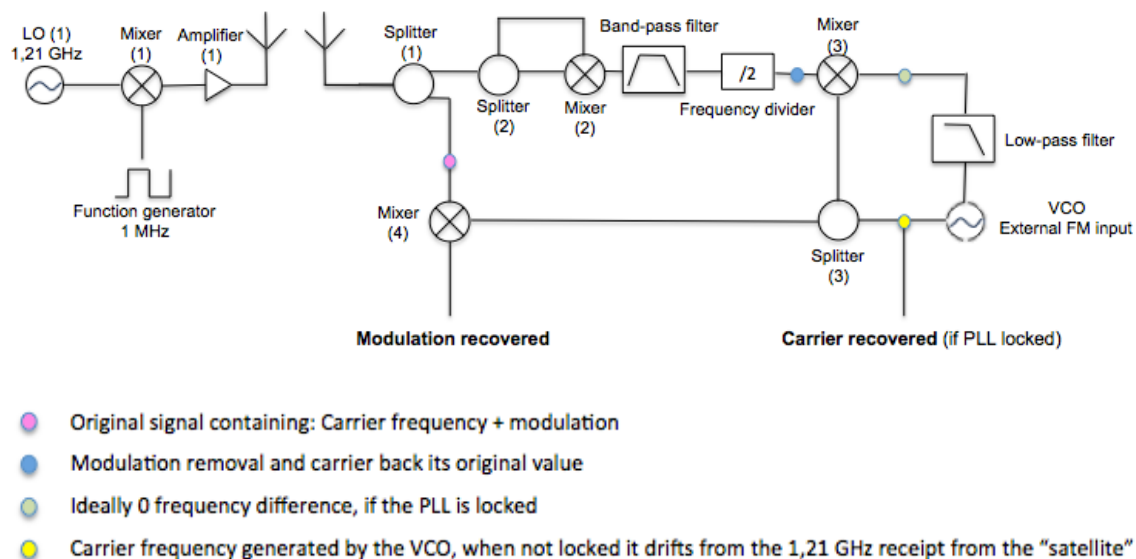 LO (1)
1,21 GHz
Mixer
(1)
Amplifier
(1)
Function generator
1 MHz
Splitter
(1)
Splitter
(2)
Mixer
(2)
Band-pass filter
/2
Frequency divider
Mixer
(3)
Low-pass filter
VCO
External FM input
Mixer
(4)
Splitter
(3)
Modulation recovered
Carrier recovered (if PLL locked)
Original signal containing: Carrier frequency + modulation
Modulation removal and carrier back its original value
Ideally 0 frequency difference, if the PLL is locked
Carrier frequency generated by the VCO, when not locked it drifts from the 1,21 GHz receipt from the “satellite”